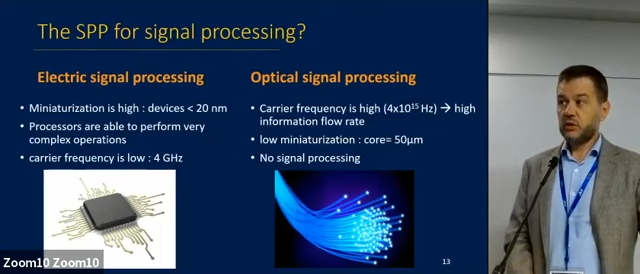 The SPP for signal processing?
Electric signal processing
Miniaturization is high : devices < 20 nm
Processors are able to perform very
complex operations
carrier frequency is low : 4 GHz
Optical signal processing
Carrier frequency is high (4x10¹⁵ Hz) → high
information flow rate
low miniaturization : core= 50µm
No signal processing
13
Zoom10 Zoom10